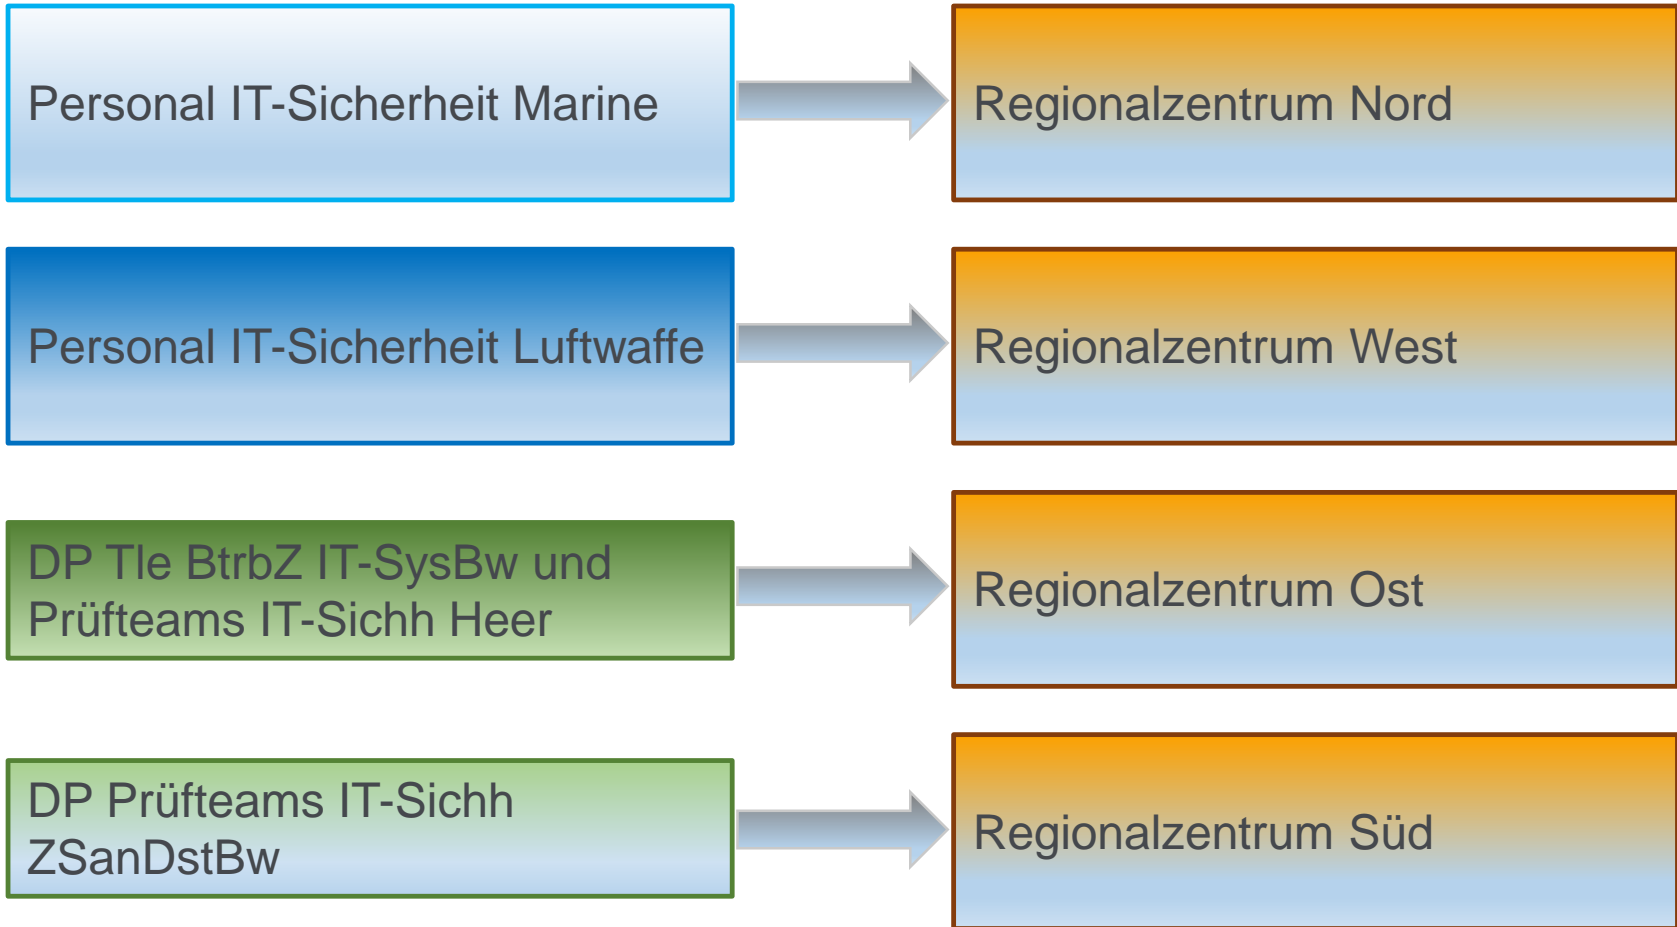 Personal IT-Sicherheit Marine
Regionalzentrum Nord
Personal IT-Sicherheit Luftwaffe
Regionalzentrum West
DP Tle BtrbZ IT-SysBw und
Prüfteams IT-Sichh Heer
Regionalzentrum Ost
DP Prüfteams IT-Sichh
ZSanDstBw
Regionalzentrum Süd